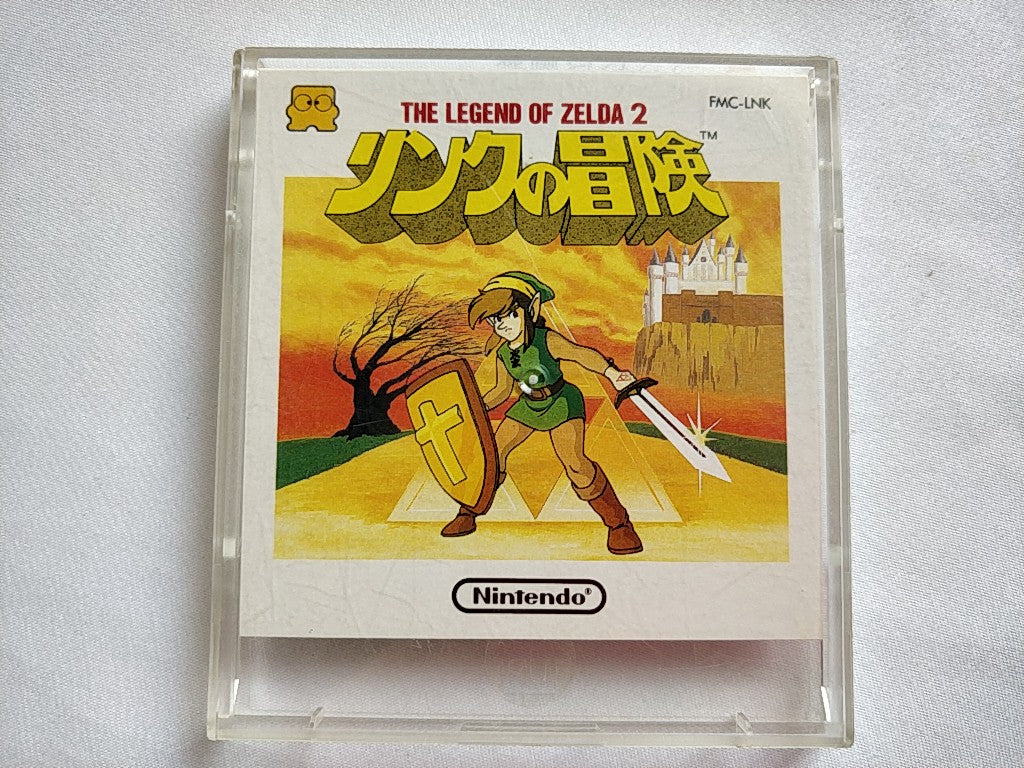 FMC-LNK
THE LEGEND OF ZELDA 2
リンクの冒険™
Nintendo®